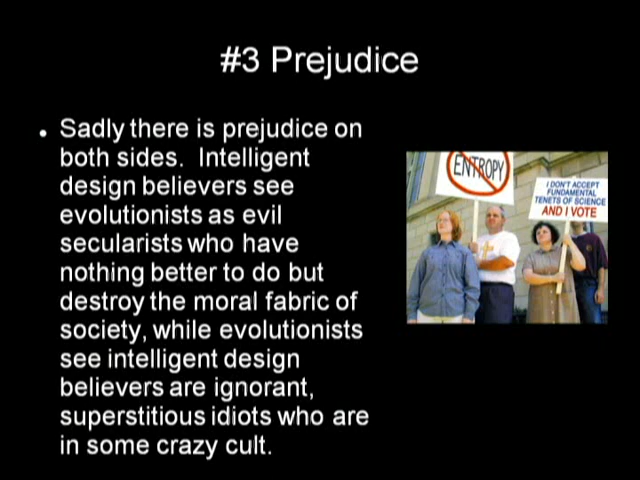 #3 Prejudice
• Sadly there is prejudice on
both sides. Intelligent
design believers see
evolutionists as evil
secularists who have
nothing better to do but
destroy the moral fabric of
society, while evolutionists
see intelligent design
believers are ignorant,
superstitious idiots who are
in some crazy cult.
ENTROPY
I DON'T ACCEPT
FUNDAMENTAL
TENETS OF SCIENCE
AND I VOTE